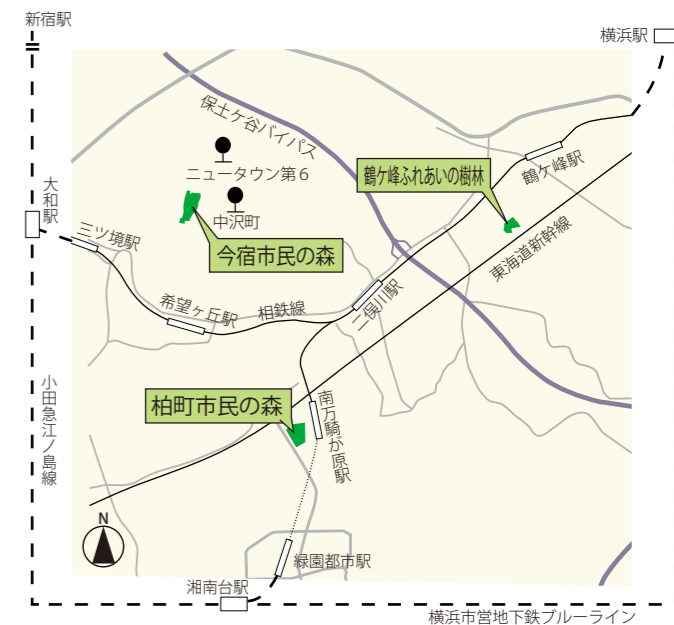 新宿駅
横浜駅
保土ケ谷バイパス
ニュータウン第６
鶴ケ峰ふれあいの樹林
鶴ケ峰駅
大和駅
中沢町
三ツ境駅
今宿市民の森
東海道新幹線
希望ヶ丘駅
相鉄線
二俣川駅
小田急江ノ島線
柏町市民の森
南万騎が原駅
N
緑園都市駅
湘南台駅
横浜市営地下鉄ブルーライン